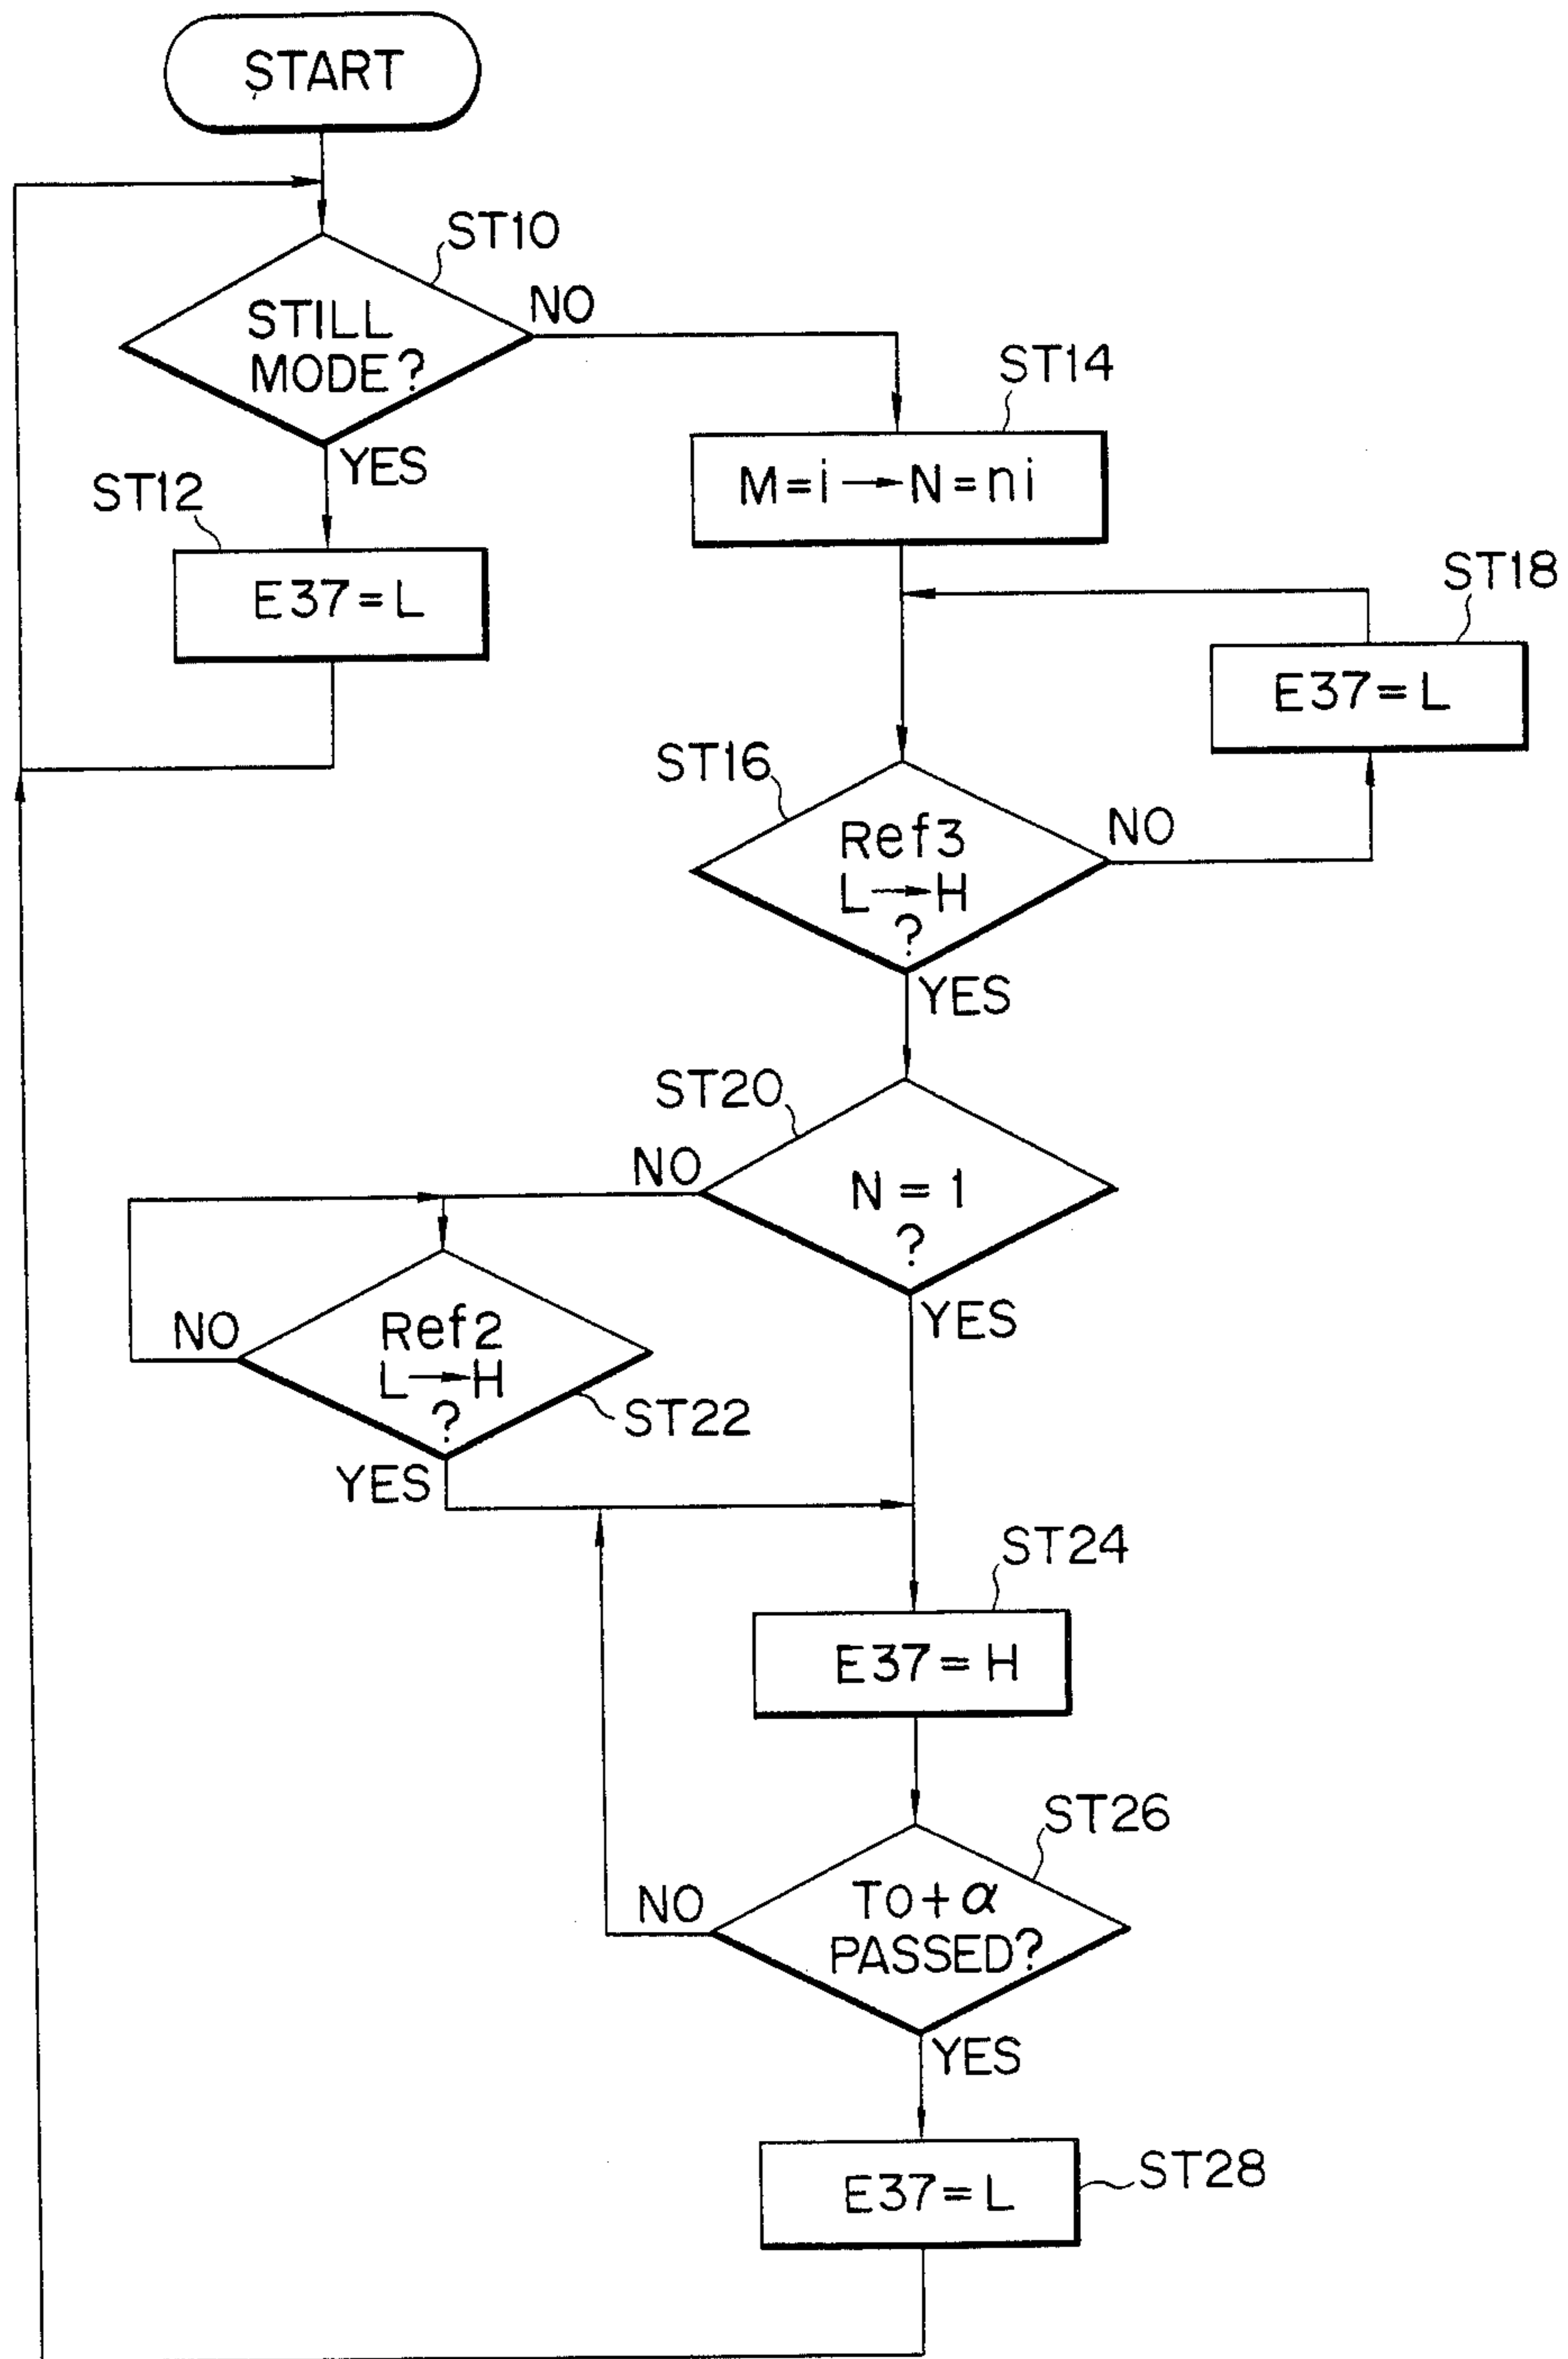 START
ST10
STILL
MODE?
NO
YES
ST12
E37=L
ST14
M=i→N=ni
ST18
E37=L
ST16
Ref3
L→H
?
NO
YES
ST20
N=1
?
NO
YES
Ref2
L→H
?
NO
ST22
YES
ST24
E37=H
ST26
To+α
PASSED?
NO
YES
ST28
E37=L